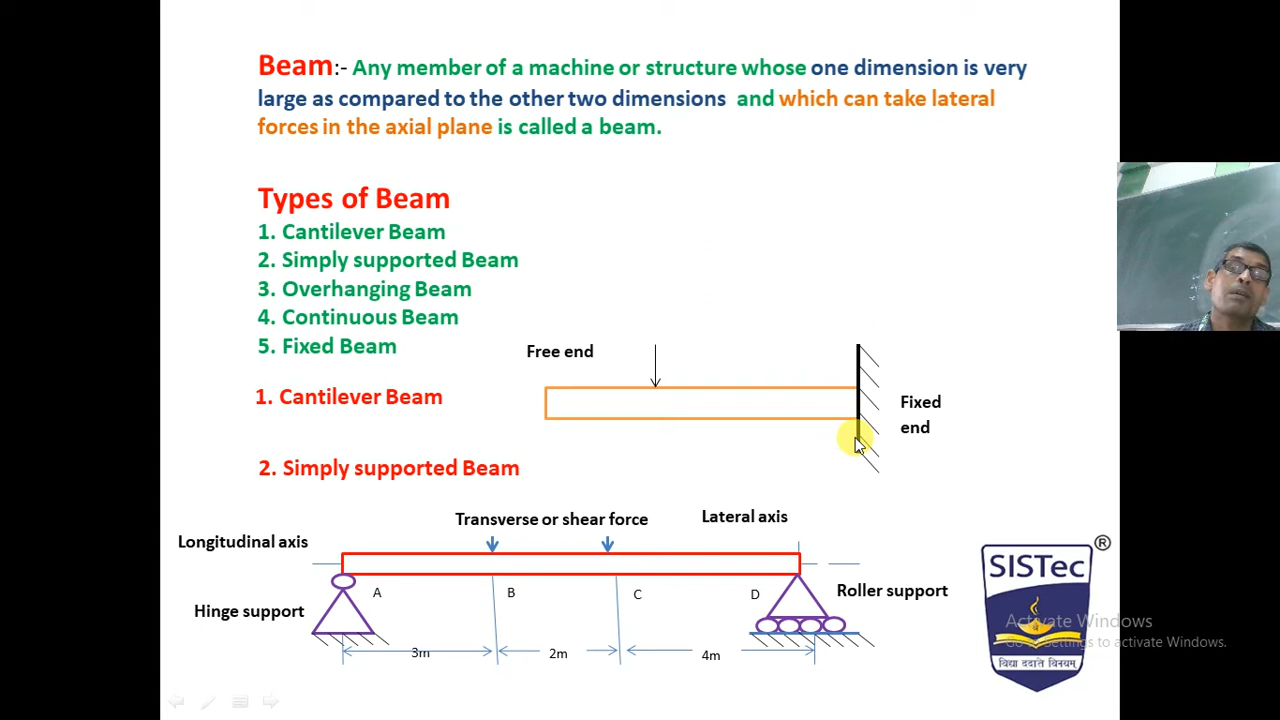 Beam:- Any member of a machine or structure whose one dimension is very
large as compared to the other two dimensions and which can take lateral
forces in the axial plane is called a beam.
Types of Beam
1. Cantilever Beam
2. Simply supported Beam
3. Overhanging Beam
4. Continuous Beam
5. Fixed Beam
Free end
1. Cantilever Beam
Fixed
end
2. Simply supported Beam
Transverse or shear force
Lateral axis
Longitudinal axis
A
B
C
D
Roller support
Hinge support
3m
2m
4m
SISTec
®
विद्या ददाति विनयम्
Activate Windows
Go to Settings to activate Windows.